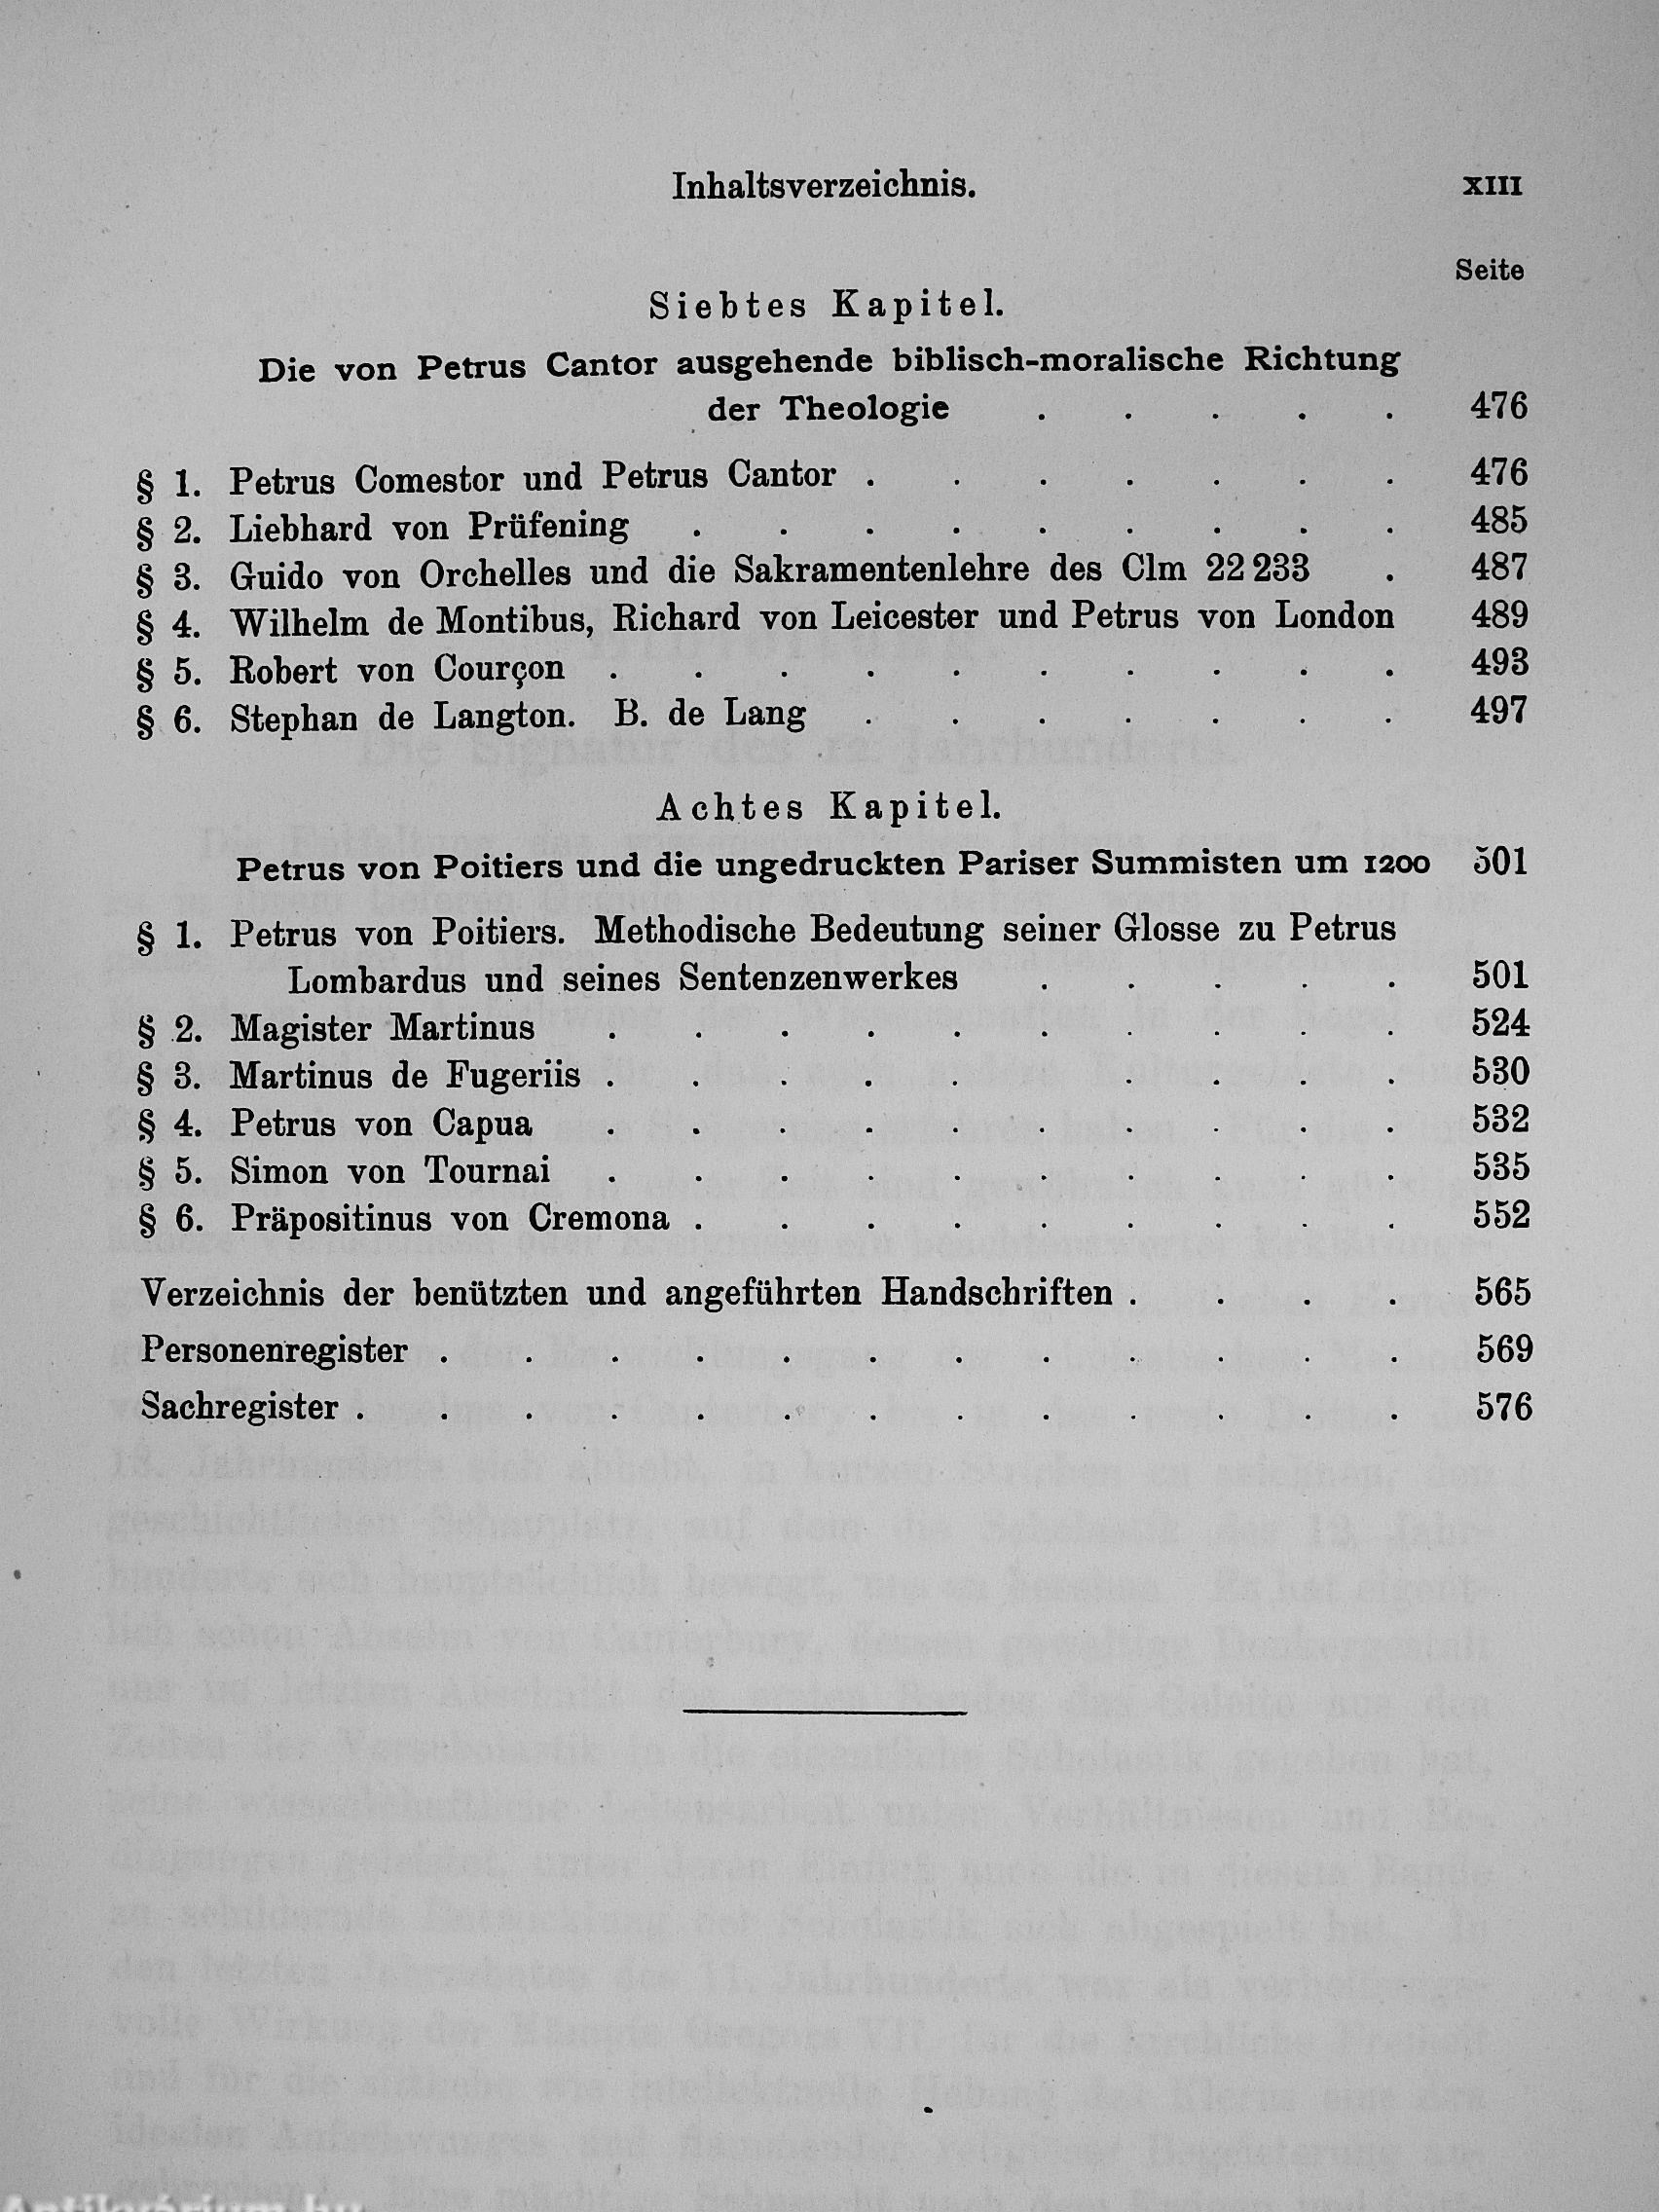 Inhaltsverzeichnis. XIII
Seite
Siebtes Kapitel.
Die von Petrus Cantor ausgehende biblisch-moralische Richtung
der Theologie . . . . . 476
§ 1. Petrus Comestor und Petrus Cantor . . . . . . . 476
§ 2. Liebhard von Prüfening . . . . . . . . . 485
§ 3. Guido von Orchelles und die Sakramentenlehre des Clm 22 233 . 487
§ 4. Wilhelm de Montibus, Richard von Leicester und Petrus von London 489
§ 5. Robert von Courçon . . . . . . . . . . 493
§ 6. Stephan de Langton. B. de Lang . . . . . . . 497
Achtes Kapitel.
Petrus von Poitiers und die ungedruckten Pariser Summisten um 1200 501
§ 1. Petrus von Poitiers. Methodische Bedeutung seiner Glosse zu Petrus
Lombardus und seines Sentenzenwerkes . . . . . 501
§ 2. Magister Martinus . . . . . . . . . . 524
§ 3. Martinus de Fugeriis . . . . . . . . . 530
§ 4. Petrus von Capua . . . . . . . . . . 532
§ 5. Simon von Tournai . . . . . . . . . . 535
§ 6. Präpositinus von Cremona . . . . . . . . . 552
Verzeichnis der benützten und angeführten Handschriften . . . . 565
Personenregister . . . . . . . . . . . . 569
Sachregister . . . . . . . . . . . . . 576